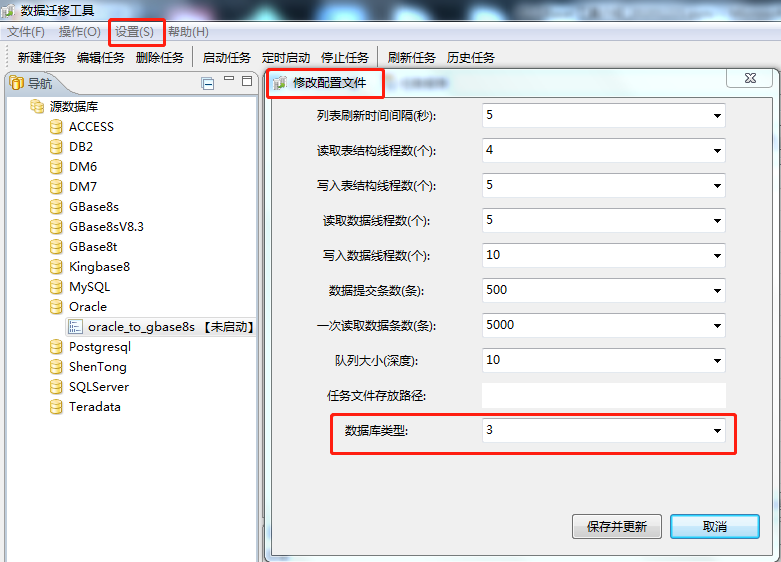 数据迁移工具
文件(F) 操作(O) 设置(S) 帮助(H)
新建任务 编辑任务 删除任务 启动任务 定时启动 停止任务 刷新任务 历史任务
导航
源数据库
ACCESS
DB2
DM6
DM7
GBase8s
GBase8sV8.3
GBase8t
Kingbase8
MySQL
Oracle
oracle_to_gbase8s 【未启动】
Postgresql
ShenTong
SQLServer
Teradata
修改配置文件
列表刷新时间间隔(秒): 5
读取表结构线程数(个): 4
写入表结构线程数(个): 5
读取数据线程数(个): 5
写入数据线程数(个): 10
数据提交条数(条): 500
一次读取数据条数(条): 5000
队列大小(深度): 10
任务文件存放路径:
数据库类型: 3
保存并更新 取消